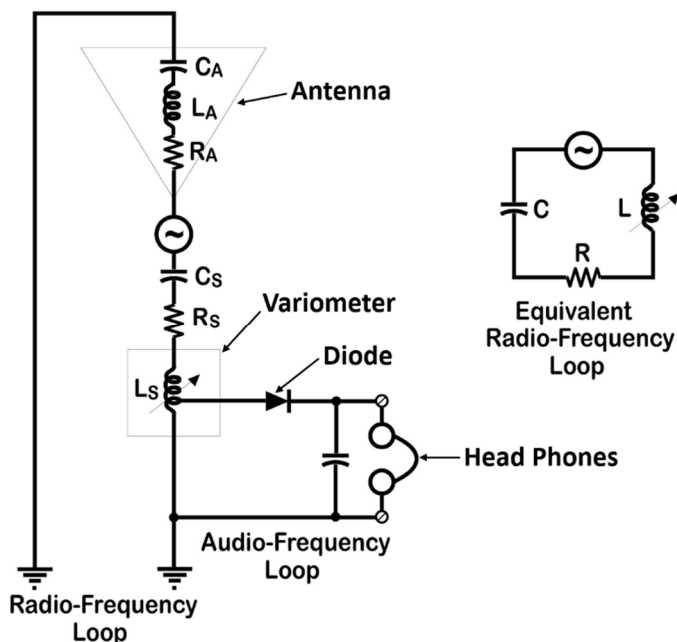 CA
Antenna
LA
RA
CS
RS
Variometer
LS
Diode
Head Phones
Audio-Frequency
Loop
Radio-Frequency
Loop
C
L
R
Equivalent
Radio-Frequency
Loop